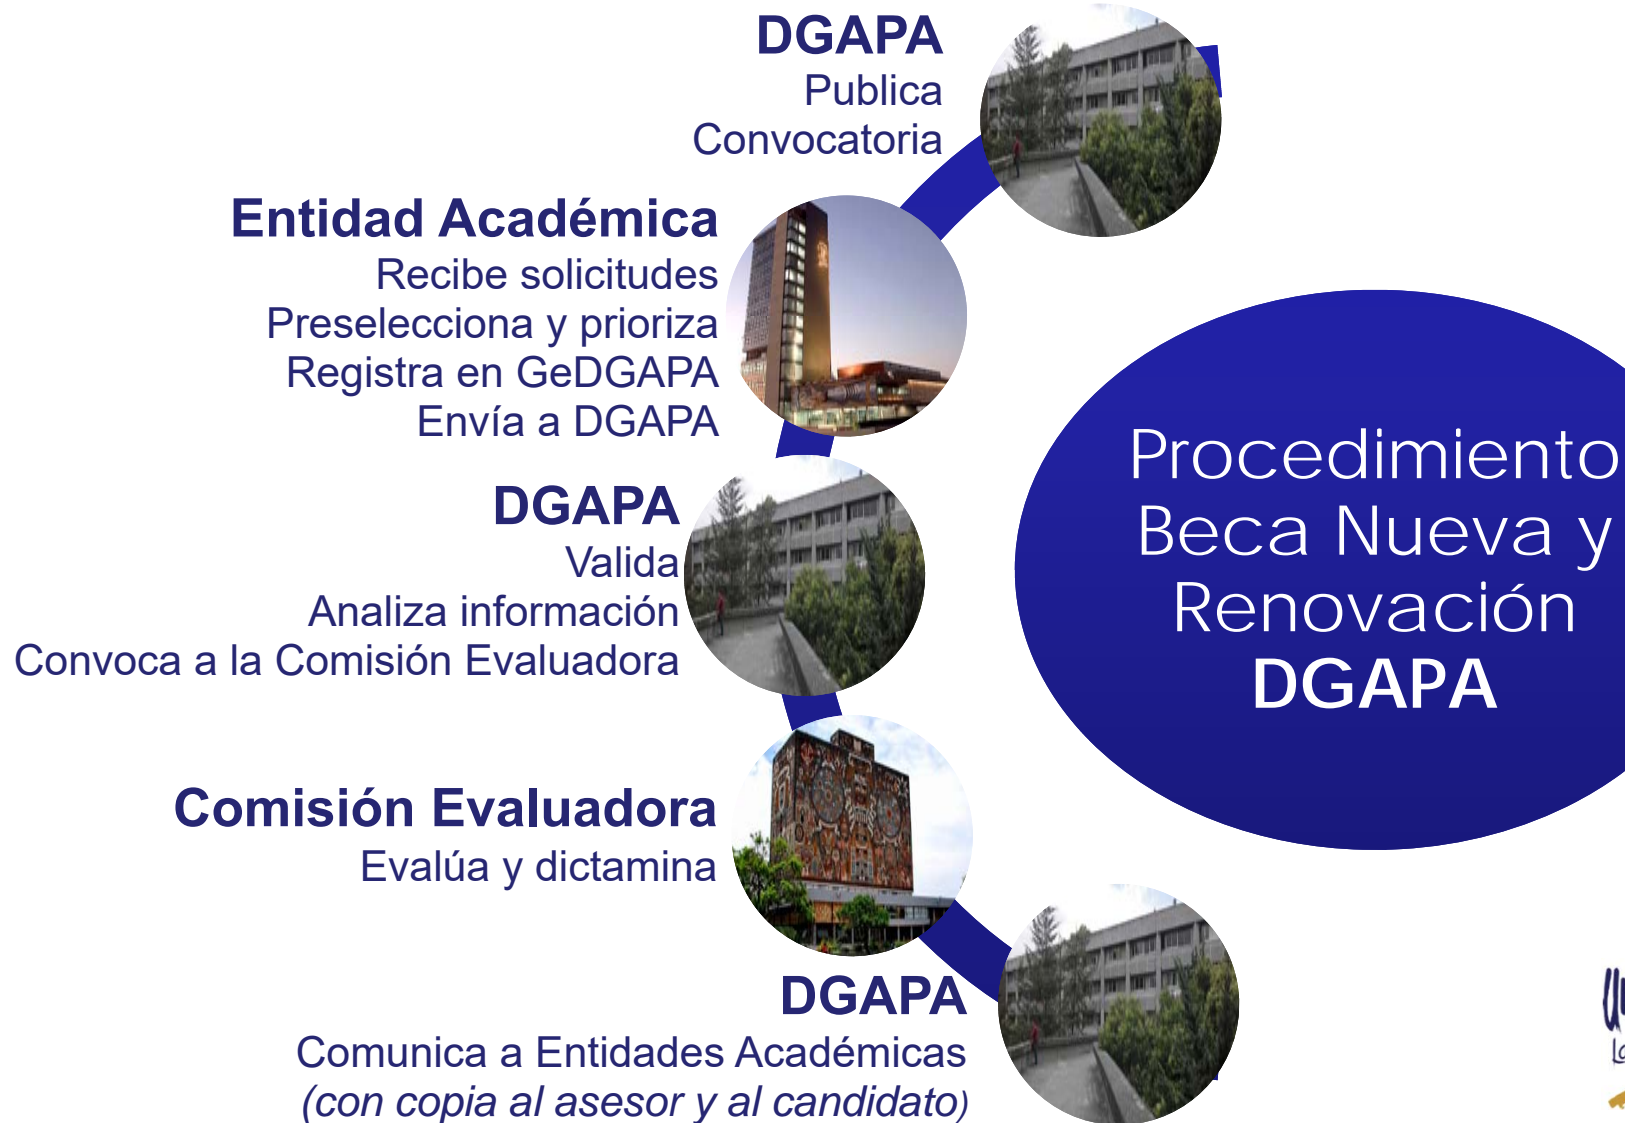 DGAPA
Publica
Convocatoria
Entidad Académica
Recibe solicitudes
Preselecciona y prioriza
Registra en GeDGAPA
Envía a DGAPA
DGAPA
Valida
Analiza información
Convoca a la Comisión Evaluadora
Comisión Evaluadora
Evalúa y dictamina
DGAPA
Comunica a Entidades Académicas
(con copia al asesor y al candidato)
Procedimiento
Beca Nueva y
Renovación
DGAPA